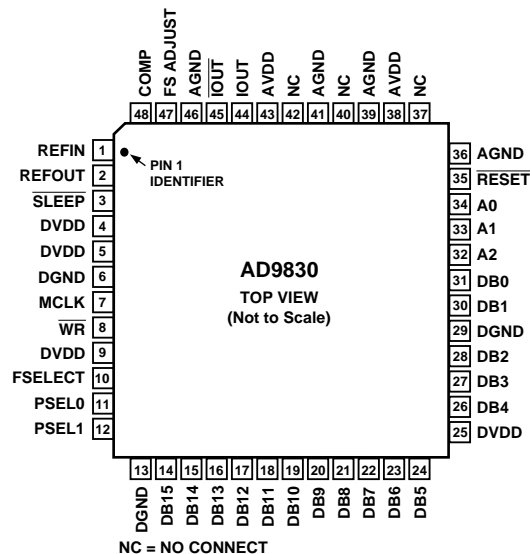 COMP
FS ADJUST
AGND
IOUT
IOUT
AVDD
NC
AGND
NC
AGND
AVDD
NC
48 47 46 45 44 43 42 41 40 39 38 37
REFIN 1
REFOUT 2
SLEEP 3
DVDD 4
DVDD 5
DGND 6
MCLK 7
WR 8
DVDD 9
FSELECT 10
PSEL0 11
PSEL1 12
PIN 1
IDENTIFIER
AD9830
TOP VIEW
(Not to Scale)
36 AGND
35 RESET
34 A0
33 A1
32 A2
31 DB0
30 DB1
29 DGND
28 DB2
27 DB3
26 DB4
25 DVDD
13 14 15 16 17 18 19 20 21 22 23 24
DGND
DB15
DB14
DB13
DB12
DB11
DB10
DB9
DB8
DB7
DB6
DB5
NC = NO CONNECT